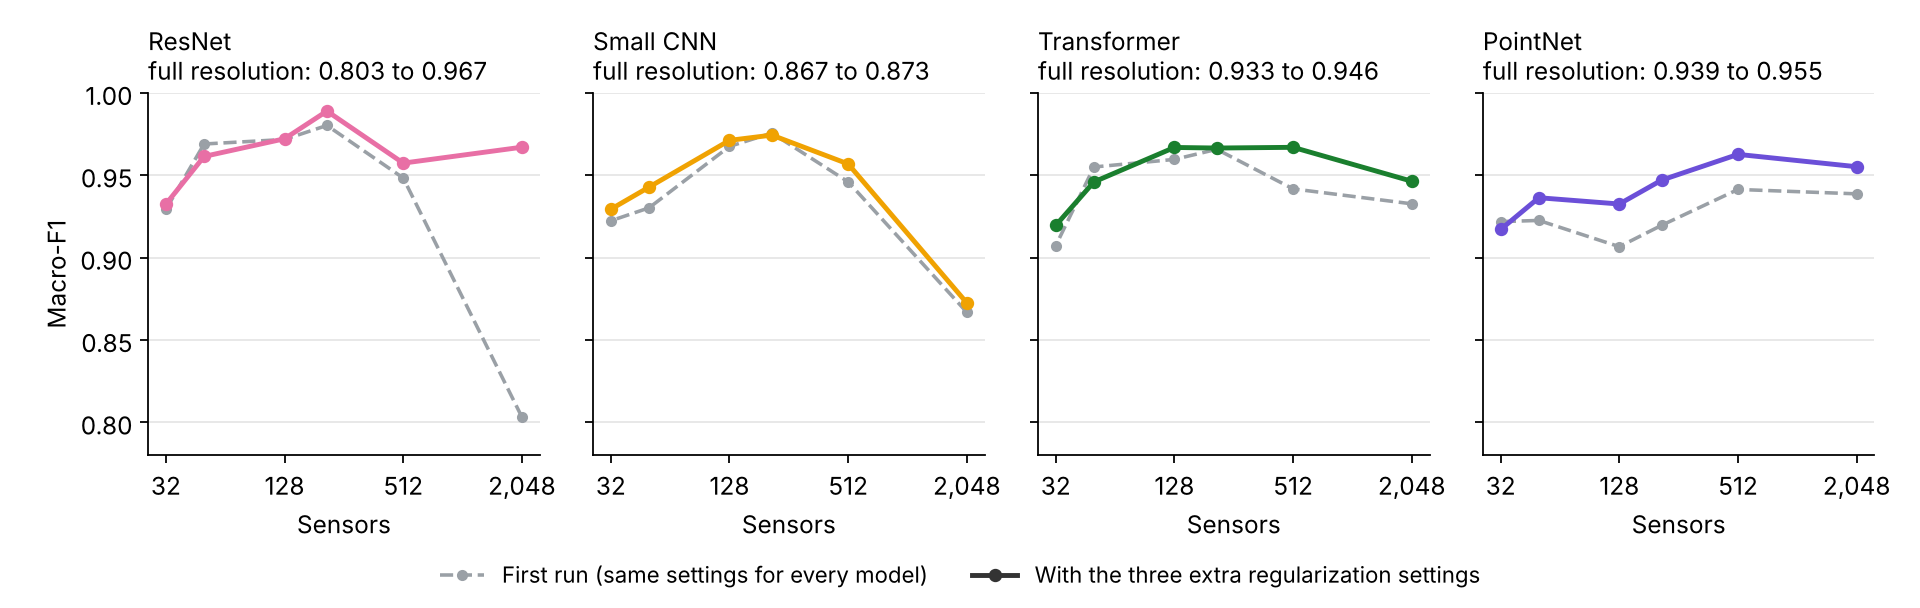 ResNet
full resolution: 0.803 to 0.967
Small CNN
full resolution: 0.867 to 0.873
Transformer
full resolution: 0.933 to 0.946
PointNet
full resolution: 0.939 to 0.955
Macro-F1
1.00
0.95
0.90
0.85
0.80
32 128 512 2,048
Sensors
32 128 512 2,048
Sensors
32 128 512 2,048
Sensors
32 128 512 2,048
Sensors
First run (same settings for every model)
With the three extra regularization settings